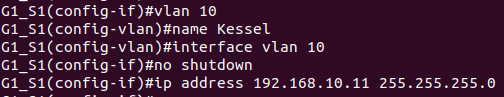 G1_S1(config-if)#vlan 10
G1_S1(config-vlan)#name Kessel
G1_S1(config-vlan)#interface vlan 10
G1_S1(config-if)#no shutdown
G1_S1(config-if)#ip address 192.168.10.11 255.255.255.0